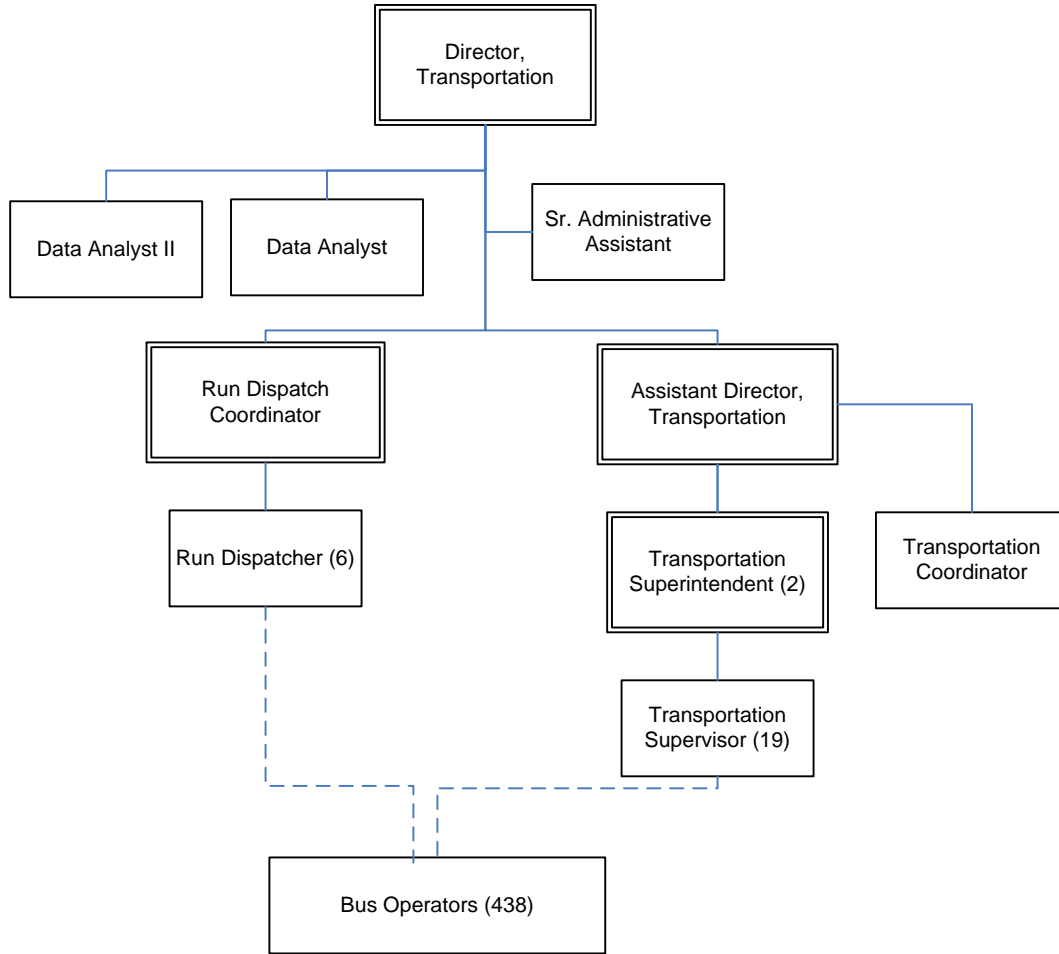 Director,
Transportation
Data Analyst II
Data Analyst
Sr. Administrative
Assistant
Run Dispatch
Coordinator
Assistant Director,
Transportation
Run Dispatcher (6)
Transportation
Superintendent (2)
Transportation
Coordinator
Transportation
Supervisor (19)
Bus Operators (438)